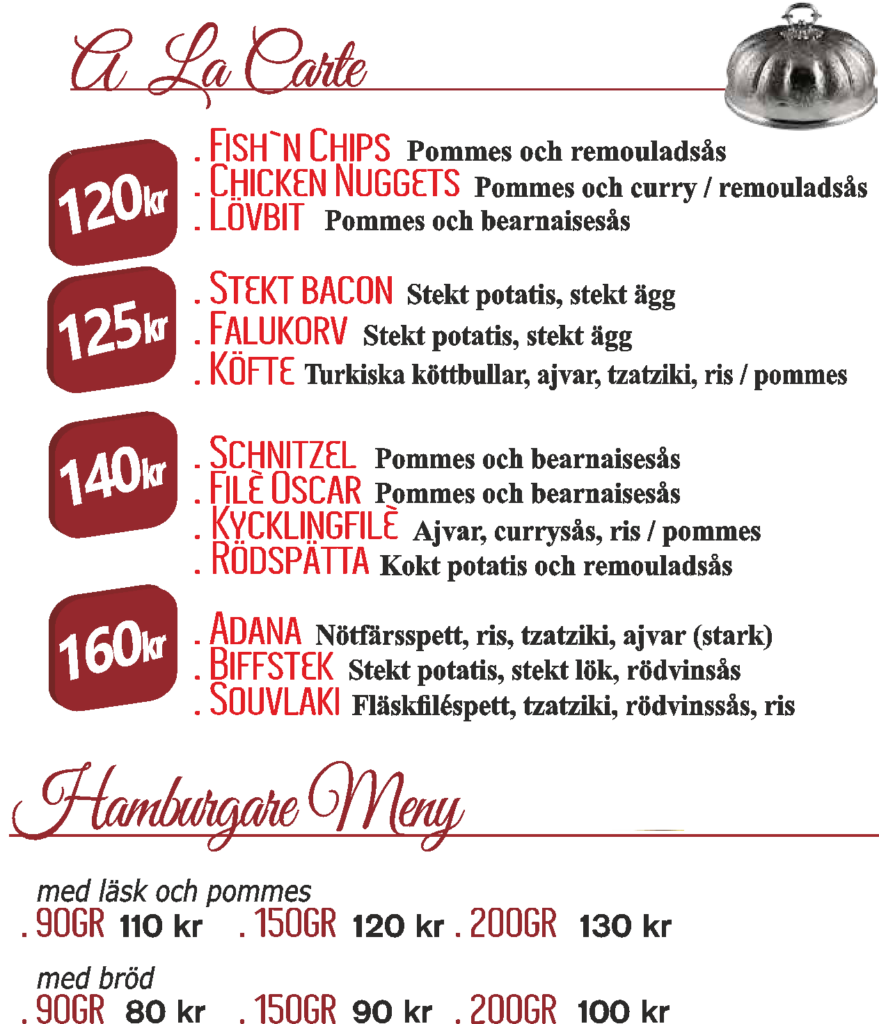 A La Carte
120kr
. FISH`N CHIPS Pommes och remouladsås
. CHICKEN NUGGETS Pommes och curry / remouladsås
. LÖVBIT Pommes och bearnaisesås
125kr
. STEKT BACON Stekt potatis, stekt ägg
. FALUKORV Stekt potatis, stekt ägg
. KÖFTE Turkiska köttbullar, ajvar, tzatziki, ris / pommes
140kr
. SCHNITZEL Pommes och bearnaisesås
. FILÈ OSCAR Pommes och bearnaisesås
. KYCKLINGFILÈ Ajvar, currysås, ris / pommes
. RÖDSPÄTTA Kokt potatis och remouladsås
160kr
. ADANA Nötfärsspett, ris, tzatziki, ajvar (stark)
. BIFFSTEK Stekt potatis, stekt lök, rödvinsås
. SOUVLAKI Fläskfiléspett, tzatziki, rödvinssås, ris
Hamburgare Meny
med läsk och pommes
. 90GR 110 kr . 150GR 120 kr . 200GR 130 kr
med bröd
. 90GR 80 kr . 150GR 90 kr . 200GR 100 kr